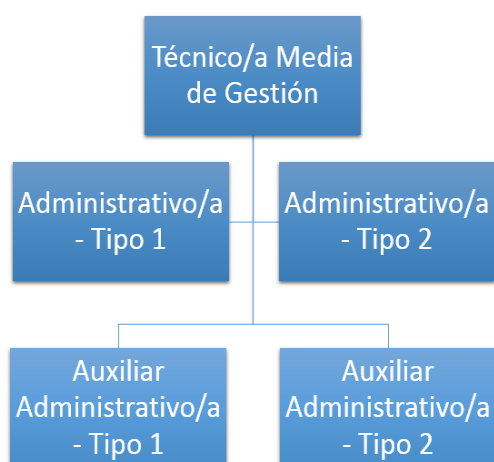 Técnico/a Media
de Gestión
Administrativo/a
- Tipo 1
Administrativo/a
- Tipo 2
Auxiliar
Administrativo/a
- Tipo 1
Auxiliar
Administrativo/a
- Tipo 2